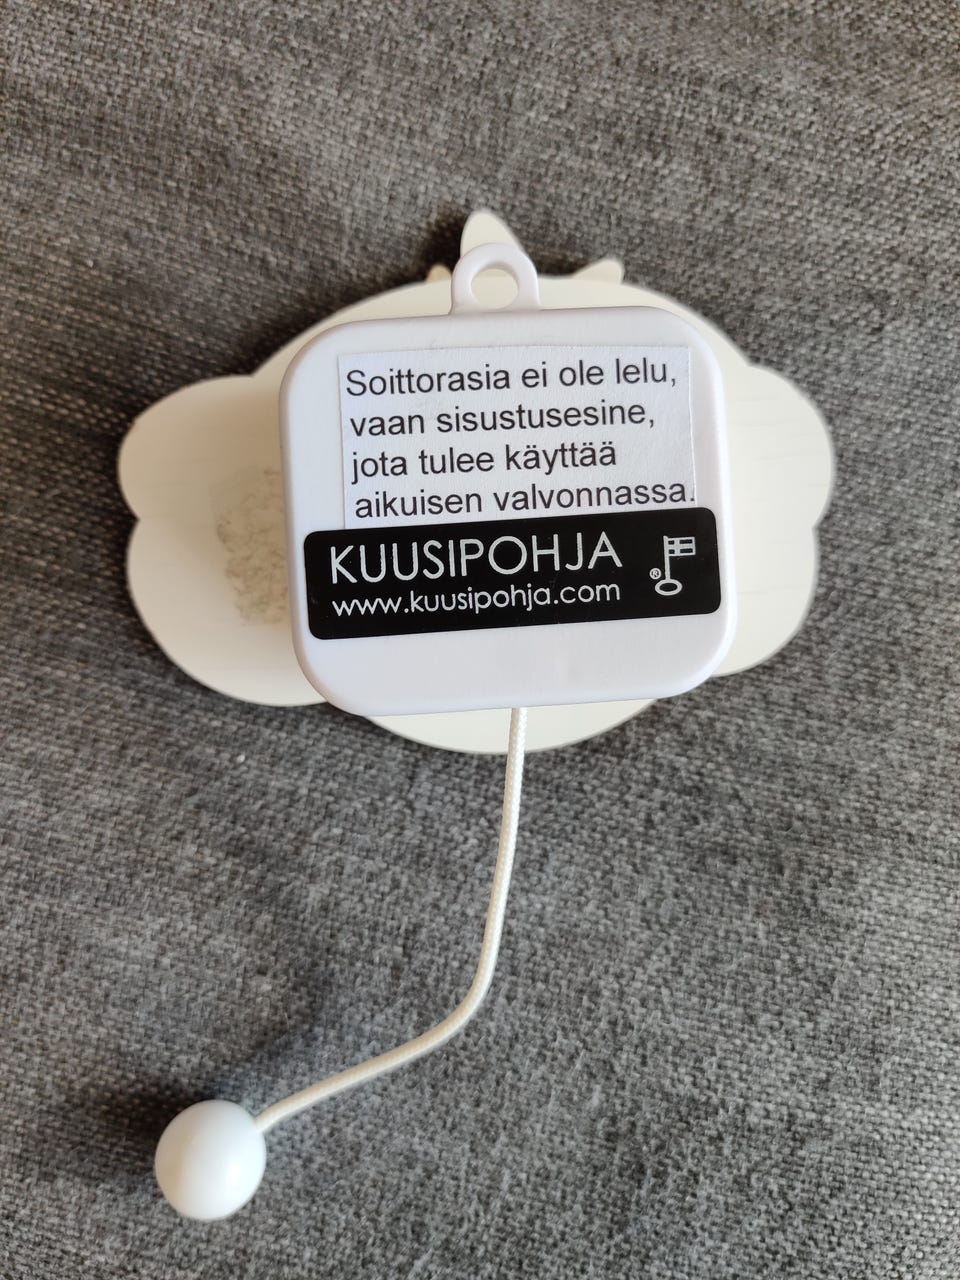 Soittorasia ei ole lelu,
vaan sisustusesine,
jota tulee käyttää
aikuisen valvonnassa.
KUUSIPOHJA
www.kuusipohja.com
®